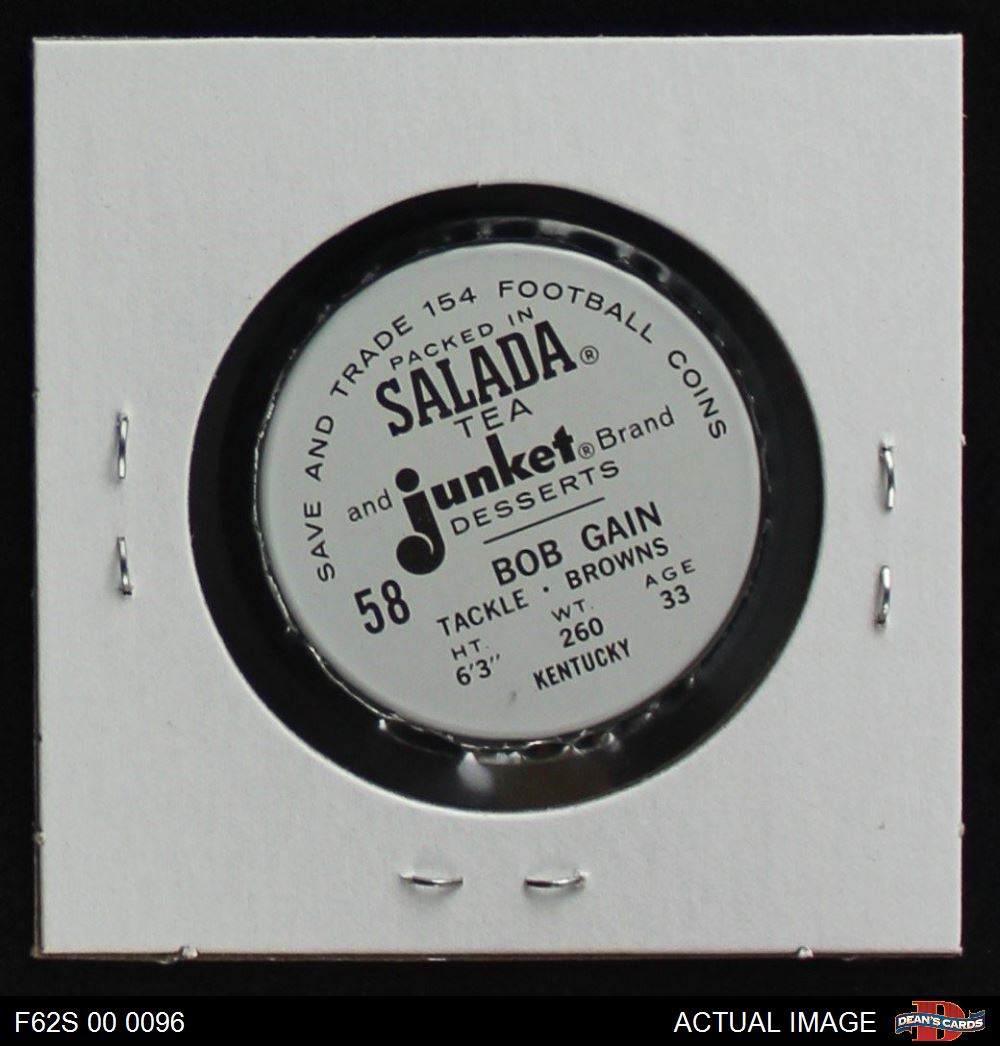 SAVE AND TRADE 154 FOOTBALL COINS
PACKED IN
SALADA®
TEA
and junket® Brand
DESSERTS
BOB GAIN
58 TACKLE · BROWNS
HT. WT. AGE
6'3" 260 33
KENTUCKY
F62S 00 0096 ACTUAL IMAGE DEAN'S CARDS